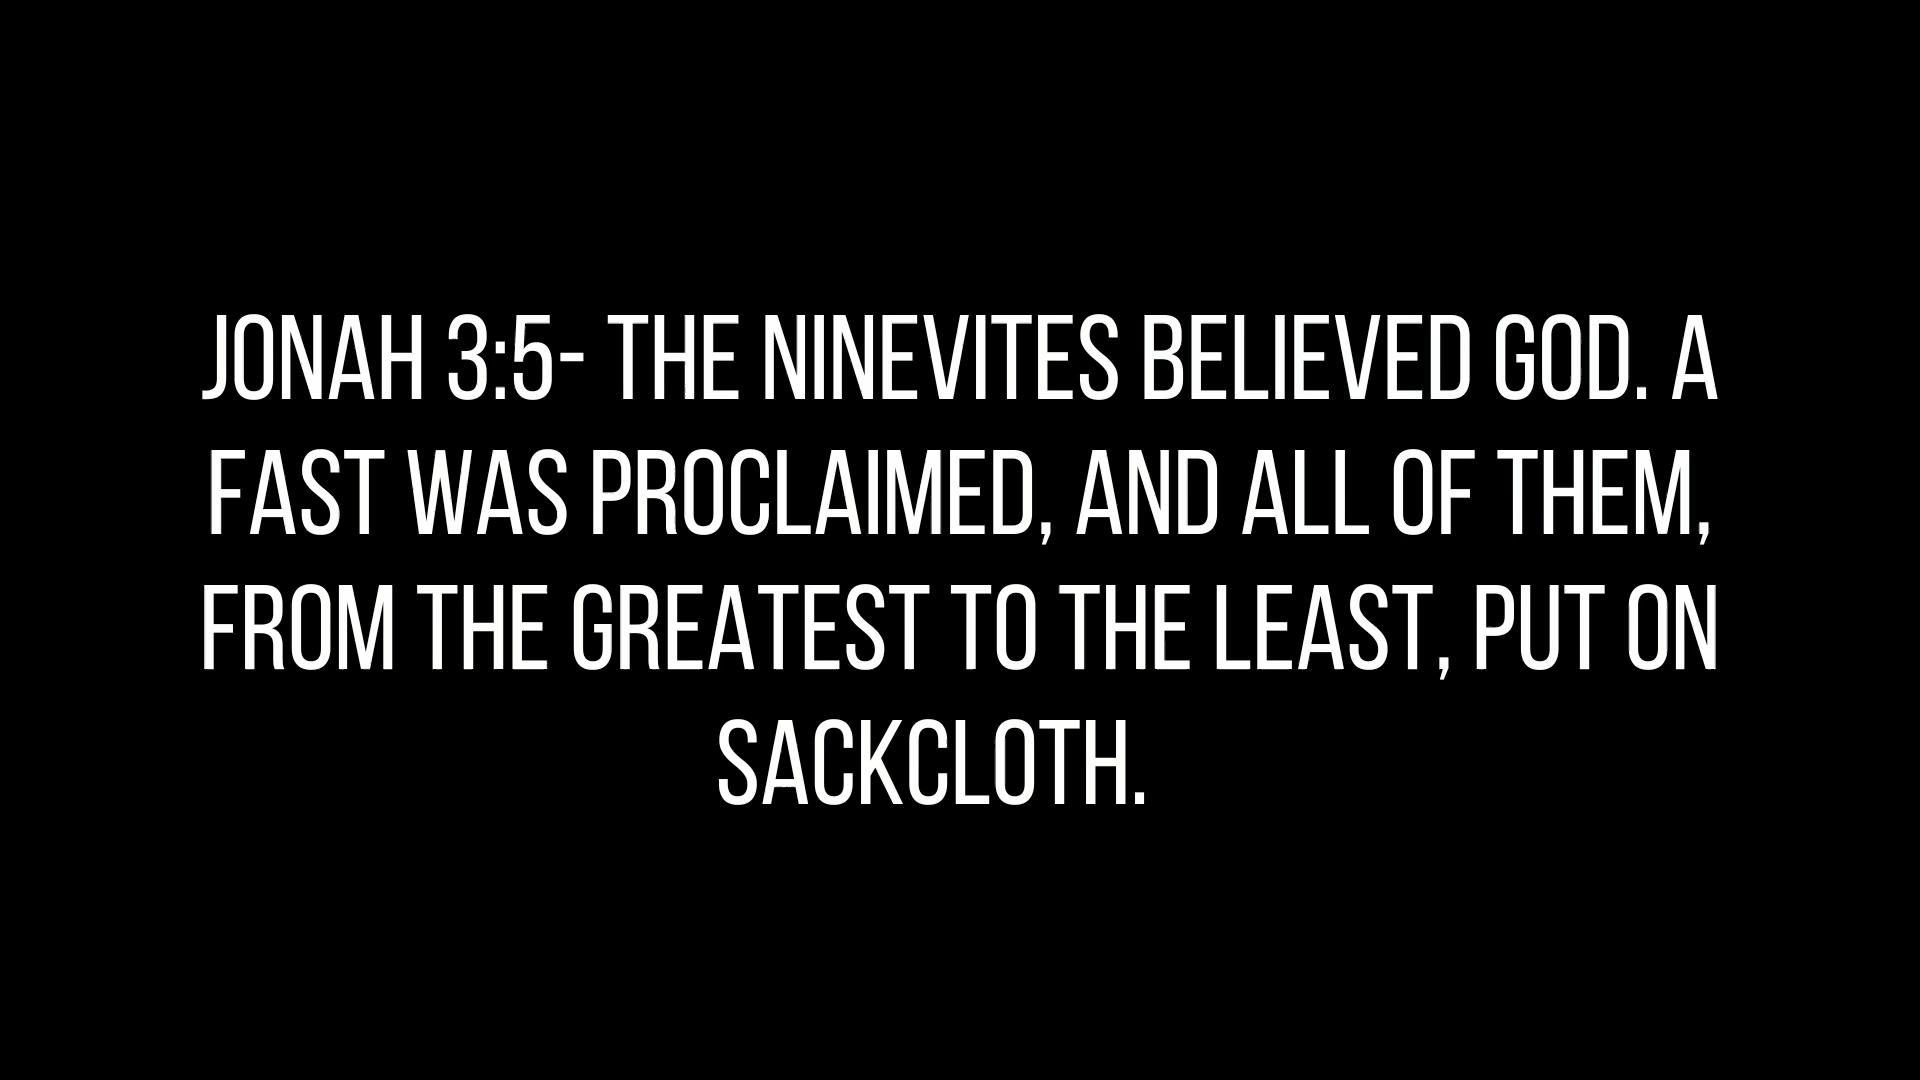 JONAH 3:5- THE NINEVITES BELIEVED GOD. A
FAST WAS PROCLAIMED, AND ALL OF THEM,
FROM THE GREATEST TO THE LEAST, PUT ON
SACKCLOTH.